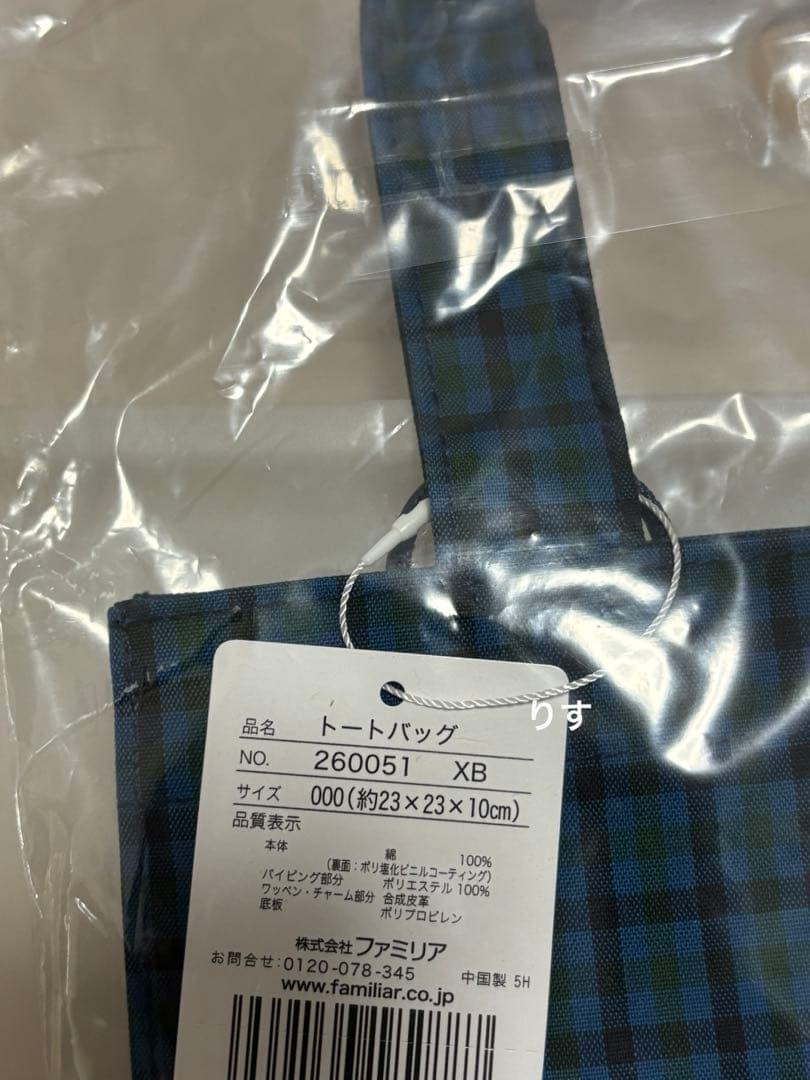 りす
品名 トートバッグ
NO. 260051 XB
サイズ 000(約23×23×10cm)
品質表示
本体 綿 100%
(裏面:ポリ塩化ビニルコーティング)
パイピング部分 ポリエステル 100%
ワッペン・チャーム部分 合成皮革
底板 ポリプロピレン
株式会社 ファミリア
お問合せ:0120-078-345 中国製 5H
www.familiar.co.jp